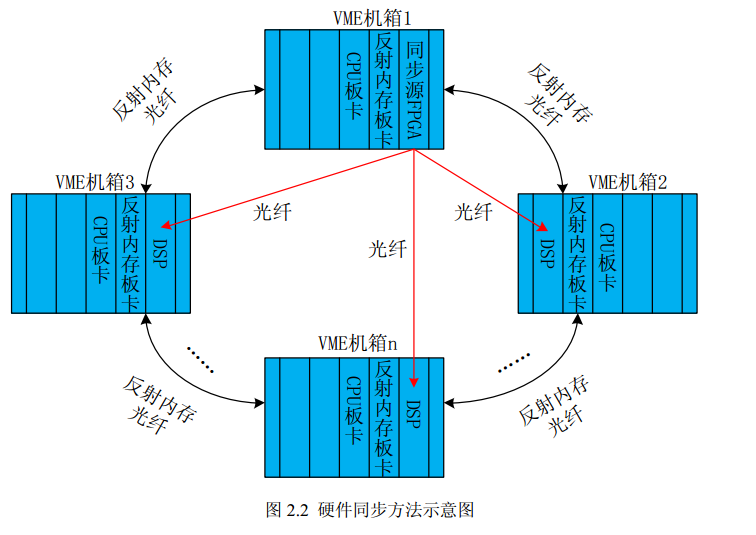 VME机箱1
CPU板卡
反射内存板卡
同步源FPGA
反射内存
光纤
反射内存
光纤
VME机箱3
CPU板卡
反射内存板卡
DSP
光纤
光纤
光纤
VME机箱2
DSP
反射内存板卡
CPU板卡
VME机箱n
CPU板卡
反射内存板卡
DSP
......
反射内存
光纤
......
反射内存
光纤
图 2.2 硬件同步方法示意图